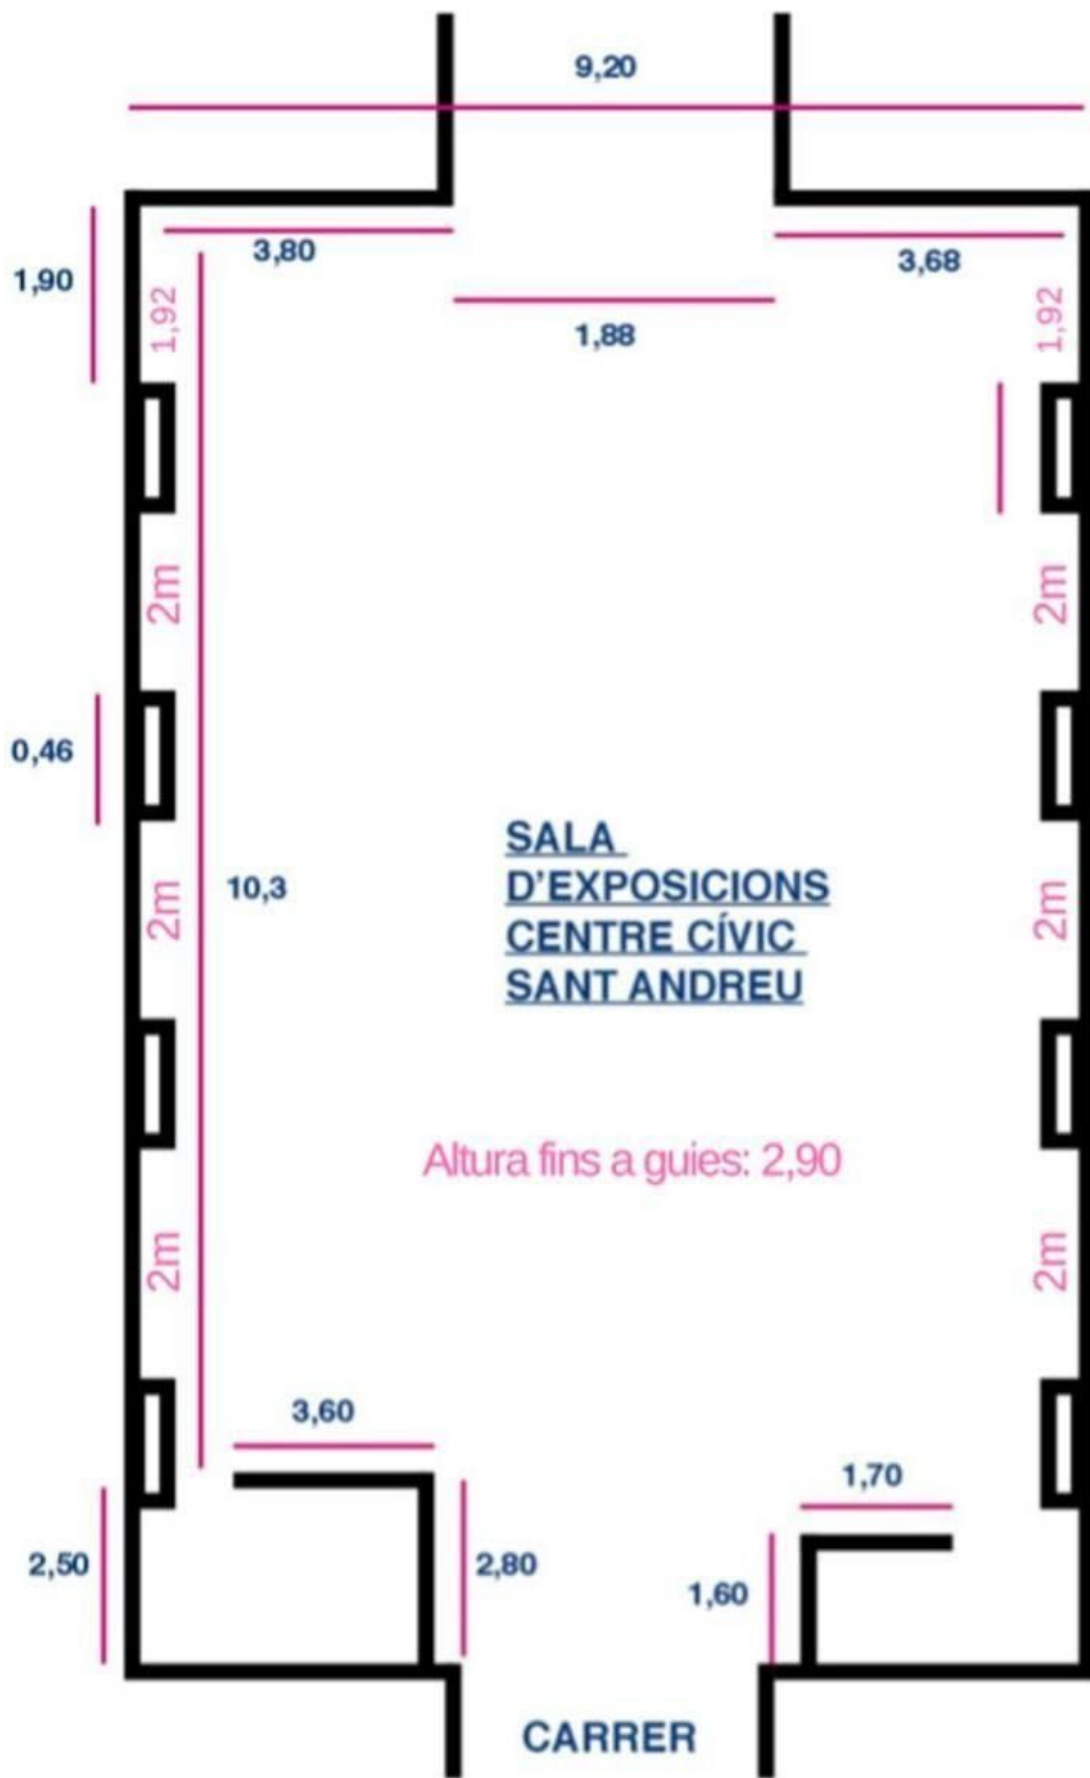 9,20
3,80
3,68
1,90
1,92
1,92
1,88
2m
2m
0,46
SALA
D’EXPOSICIONS
CENTRE CÍVIC
SANT ANDREU
10,3
2m
2m
Altura fins a guies: 2,90
2m
2m
3,60
1,70
2,50
2,80
1,60
CARRER